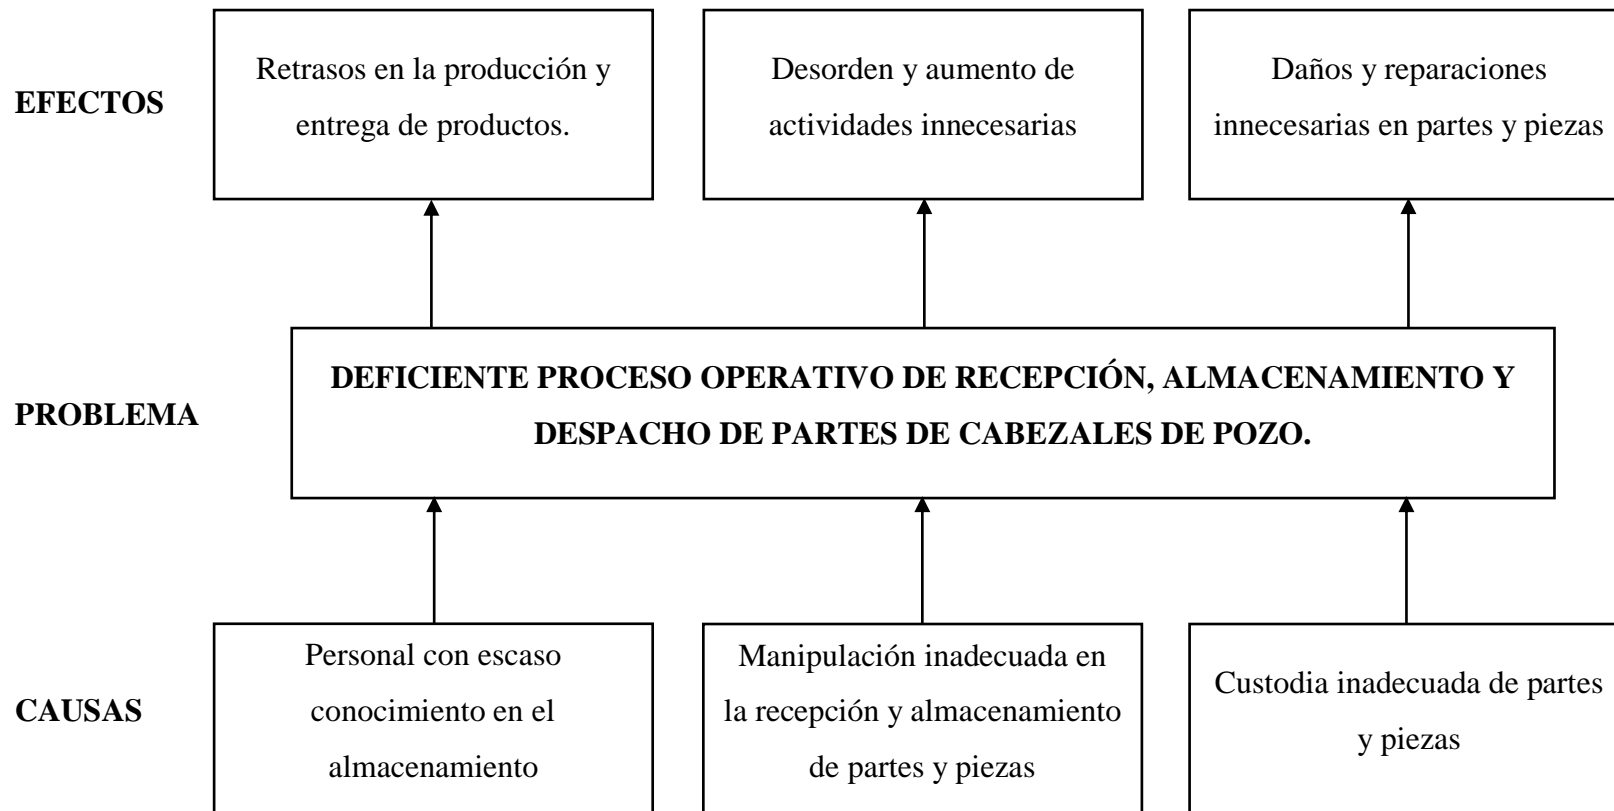 EFECTOS
Retrasos en la producción y
entrega de productos.
Desorden y aumento de
actividades innecesarias
Daños y reparaciones
innecesarias en partes y piezas
PROBLEMA
DEFICIENTE PROCESO OPERATIVO DE RECEPCIÓN, ALMACENAMIENTO Y
DESPACHO DE PARTES DE CABEZALES DE POZO.
CAUSAS
Personal con escaso
conocimiento en el
almacenamiento
Manipulación inadecuada en
la recepción y almacenamiento
de partes y piezas
Custodia inadecuada de partes
y piezas